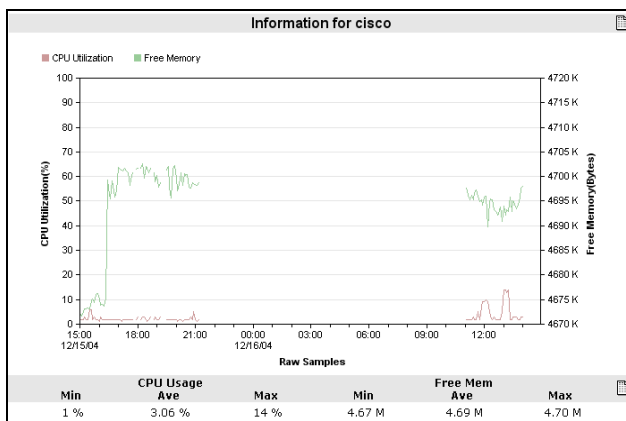 Information for cisco
CPU Utilization Free Memory
100
90
80
70
60
50
40
30
20
10
0
CPU Utilization(%)
4720 K
4715 K
4710 K
4705 K
4700 K
4695 K
4690 K
4685 K
4680 K
4675 K
4670 K
Free Memory(Bytes)
15:00 18:00 21:00 00:00 03:00 06:00 09:00 12:00
12/15/04 12/16/04
Raw Samples
CPU Usage Free Mem
Min Ave Max Min Ave Max
1 % 3.06 % 14 % 4.67 M 4.69 M 4.70 M